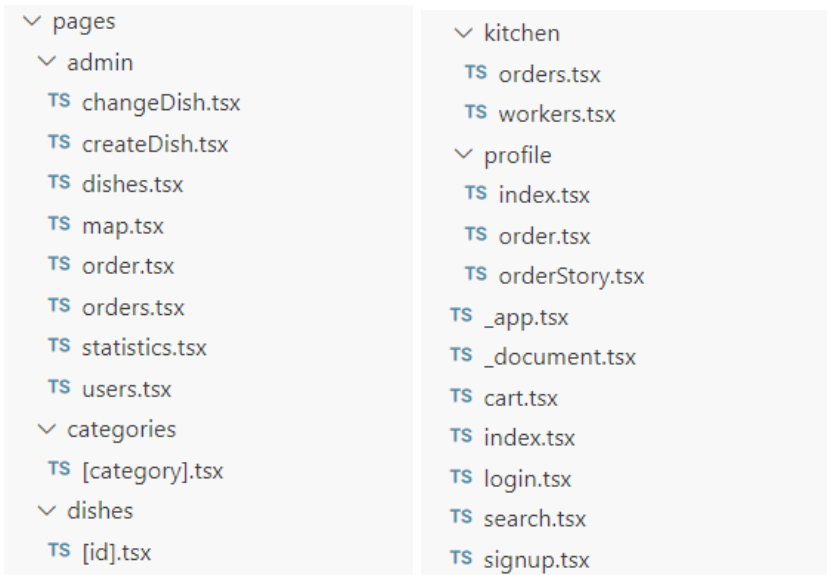 pages
admin
TS changeDish.tsx
TS createDish.tsx
TS dishes.tsx
TS map.tsx
TS order.tsx
TS orders.tsx
TS statistics.tsx
TS users.tsx
categories
TS [category].tsx
dishes
TS [id].tsx
kitchen
TS orders.tsx
TS workers.tsx
profile
TS index.tsx
TS order.tsx
TS orderStory.tsx
TS _app.tsx
TS _document.tsx
TS cart.tsx
TS index.tsx
TS login.tsx
TS search.tsx
TS signup.tsx